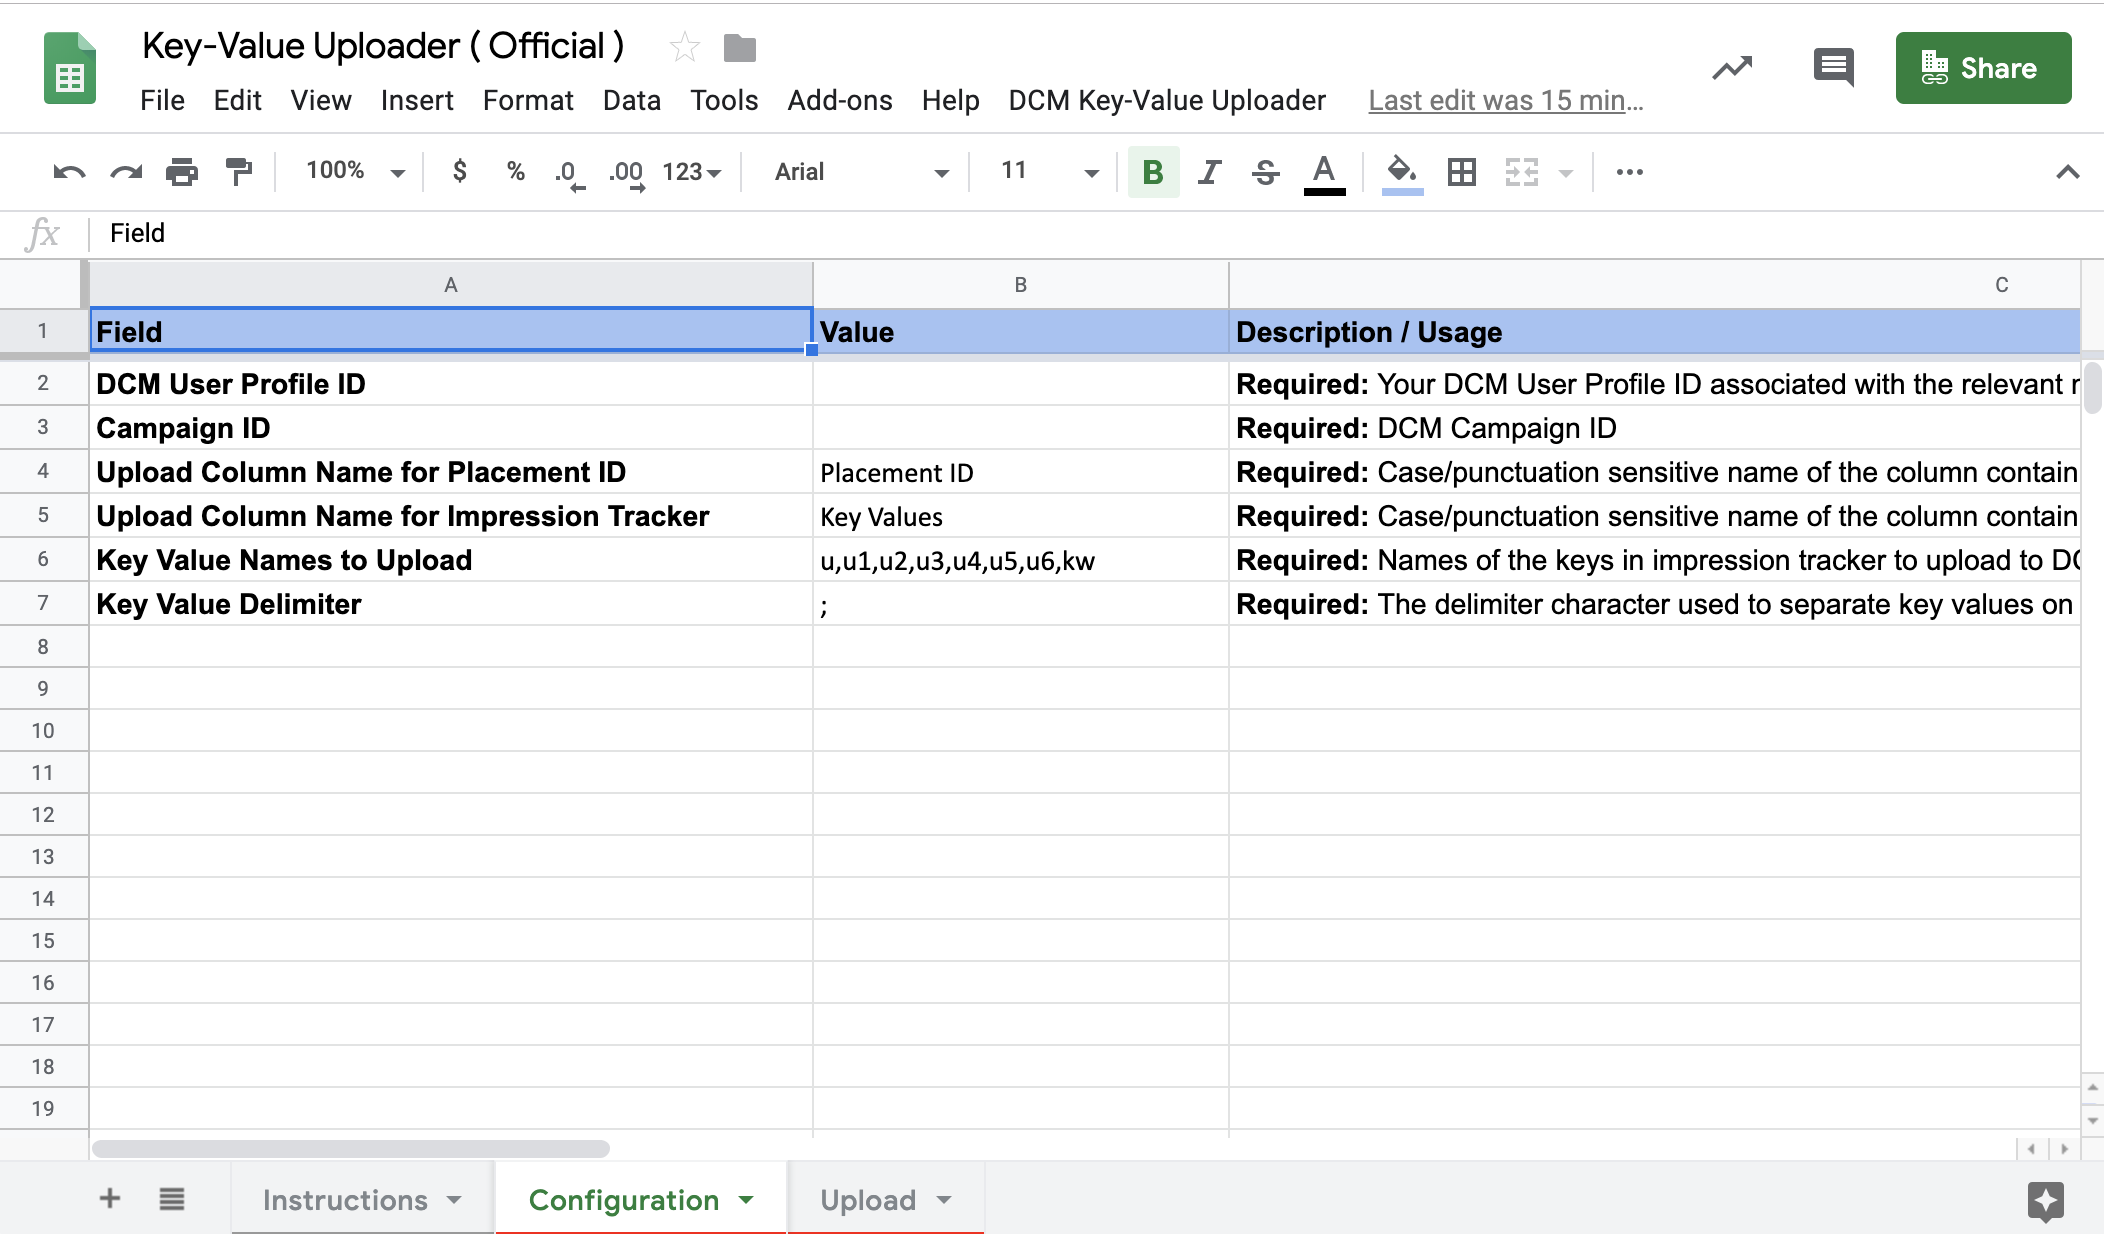 Key-Value Uploader ( Official )
File Edit View Insert Format Data Tools Add-ons Help DCM Key-Value Uploader Last edit was 15 min...
Share
100% $ % .0 .00 123 Arial 11 B I S A
fx Field
A B C
1 Field Value Description / Usage
2 DCM User Profile ID Required: Your DCM User Profile ID associated with the relevant
3 Campaign ID Required: DCM Campaign ID
4 Upload Column Name for Placement ID Placement ID Required: Case/punctuation sensitive name of the column contain
5 Upload Column Name for Impression Tracker Key Values Required: Case/punctuation sensitive name of the column contain
6 Key Value Names to Upload u,u1,u2,u3,u4,u5,u6,kw Required: Names of the keys in impression tracker to upload to
7 Key Value Delimiter ; Required: The delimiter character used to separate key values on
8
9
10
11
12
13
14
15
16
17
18
19
Instructions Configuration Upload